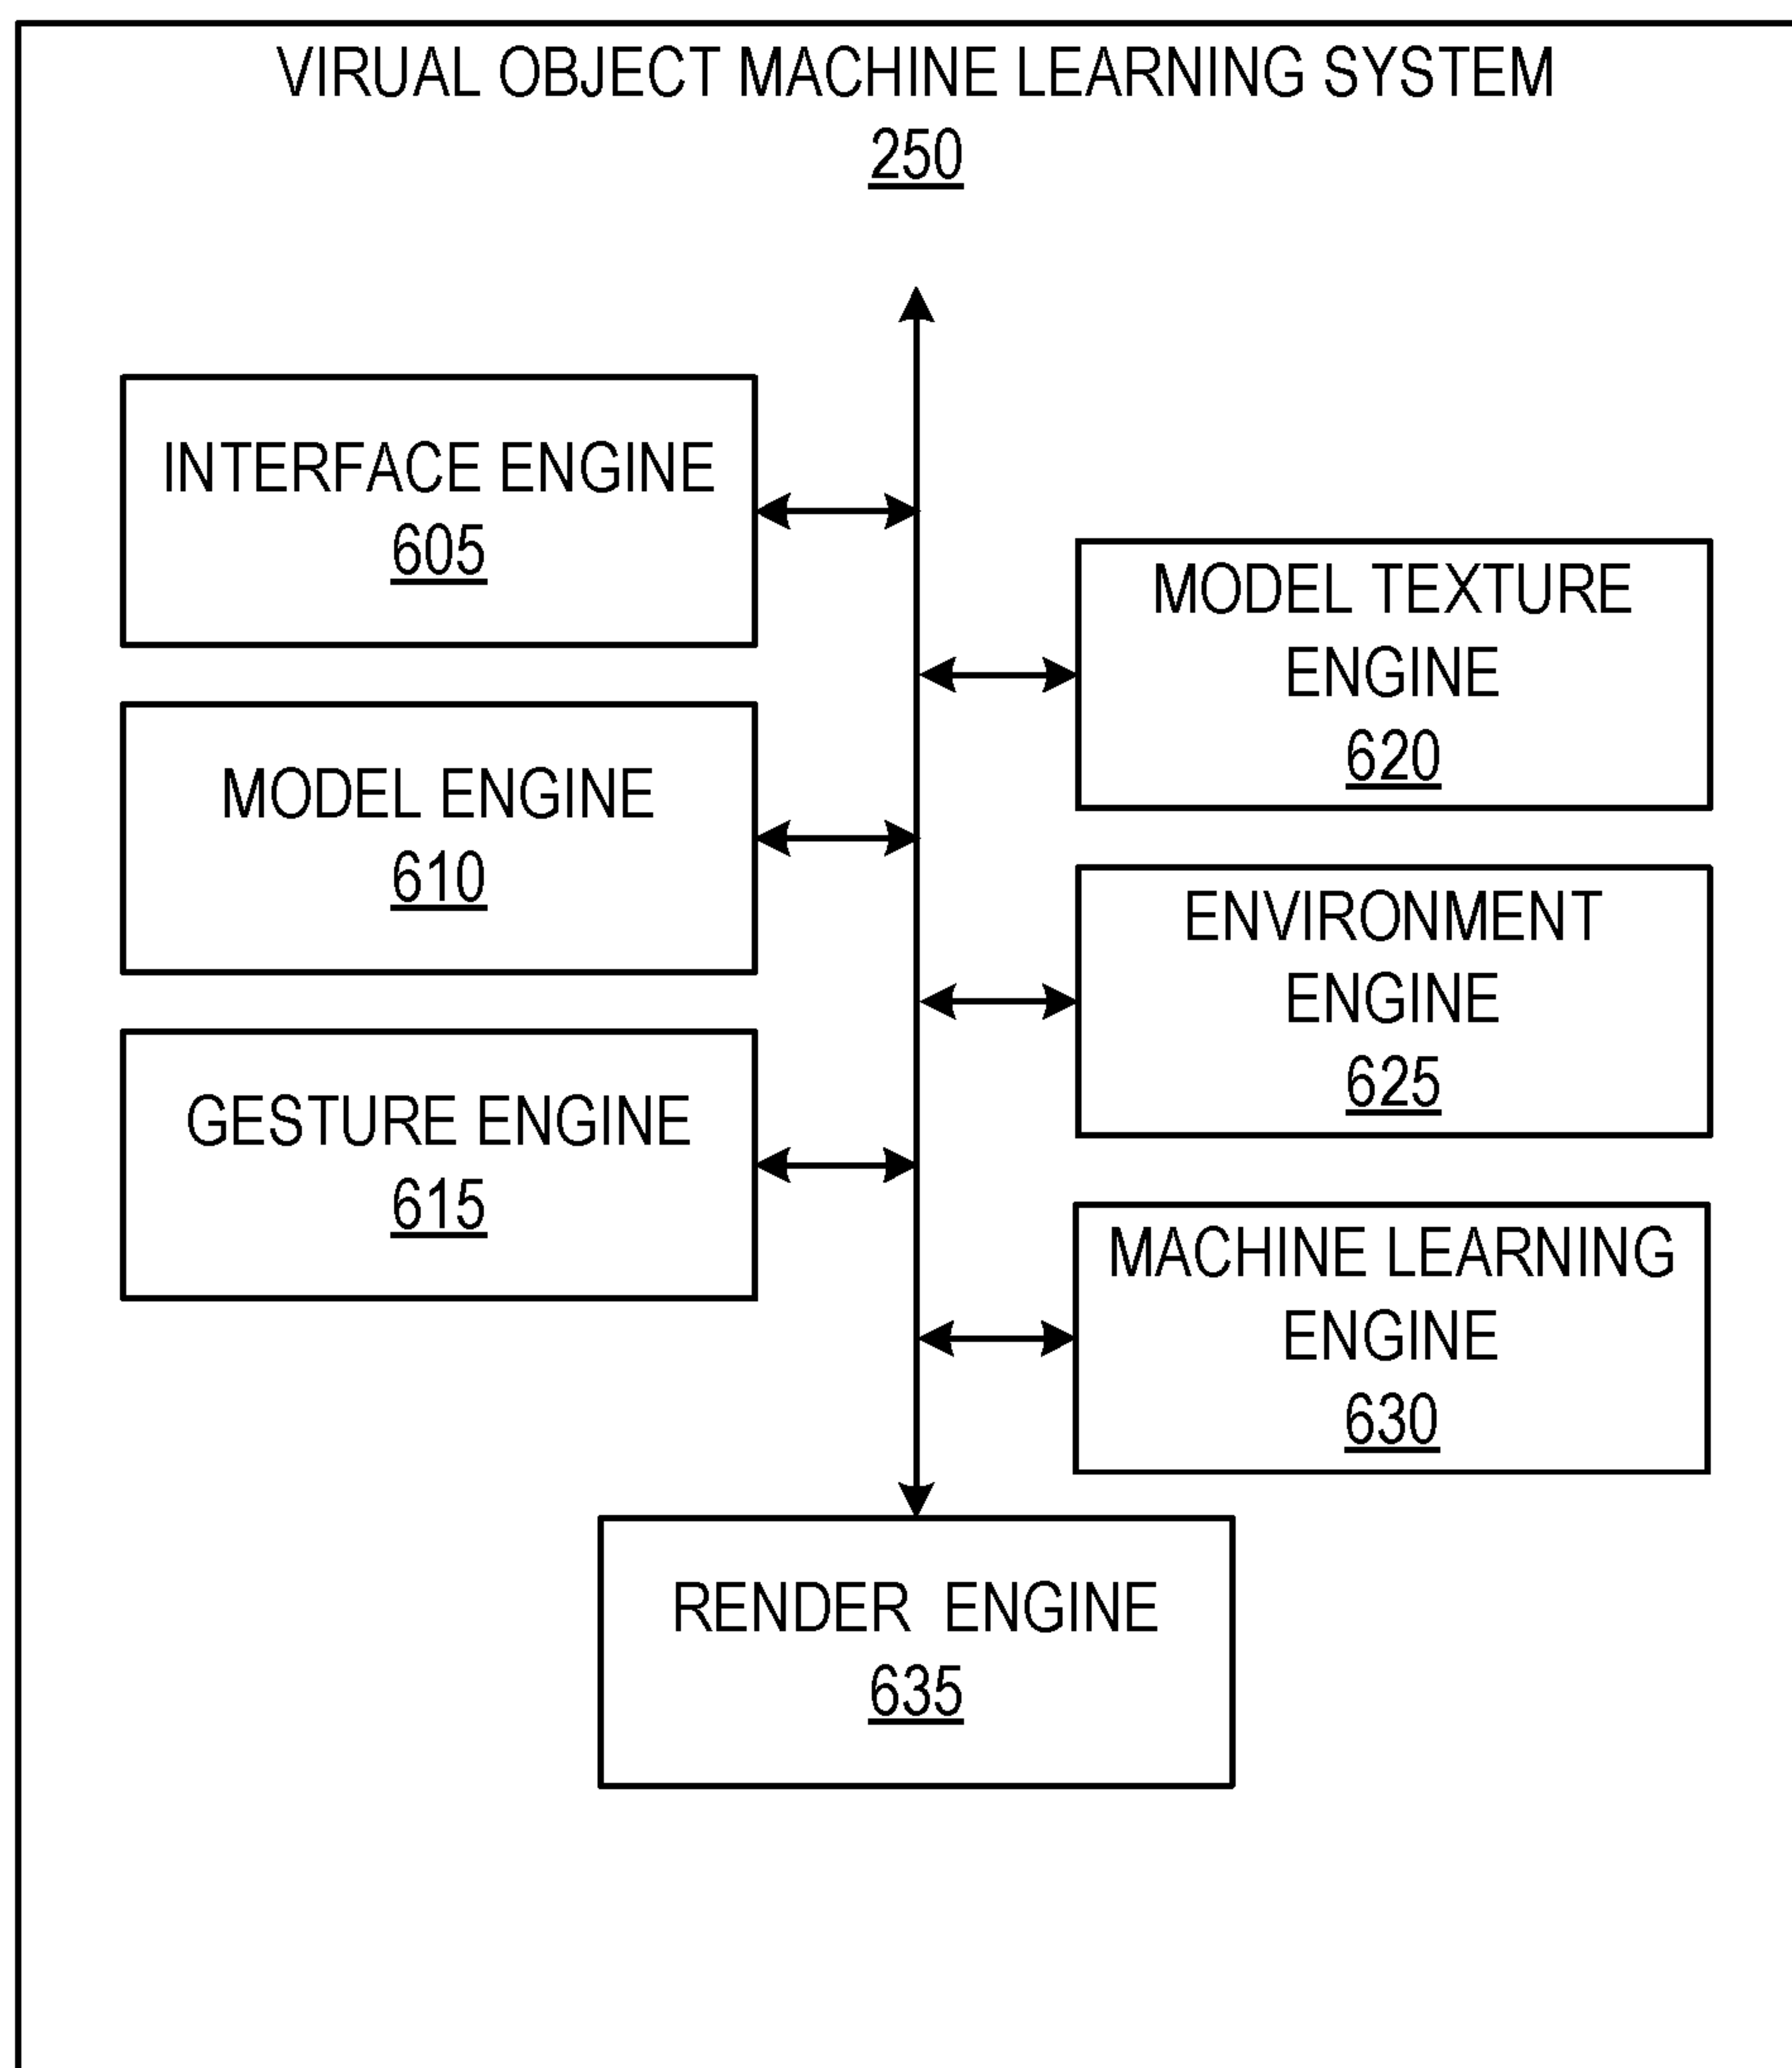 VIRUAL OBJECT MACHINE LEARNING SYSTEM
250
INTERFACE ENGINE
605
MODEL ENGINE
610
GESTURE ENGINE
615
MODEL TEXTURE
ENGINE
620
ENVIRONMENT
ENGINE
625
MACHINE LEARNING
ENGINE
630
RENDER ENGINE
635